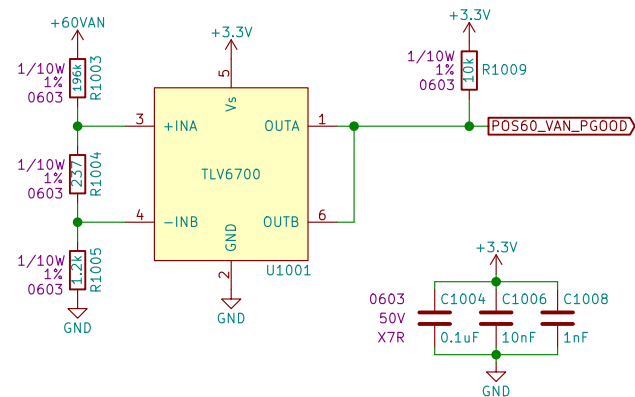 +60VAN
1/10W
1%
0603
196k
R1003
+3.3V
5
Vs
3
+INA
OUTA
1
TLV6700
1/10W
1%
0603
237
R1004
4
-INB
OUTB
6
GND
2
U1001
GND
1/10W
1%
0603
1.2k
R1005
GND
+3.3V
1/10W
1%
0603
10k
R1009
POS60_VAN_PGOOD
+3.3V
0603
50V
X7R
C1004
0.1uF
C1006
10nF
C1008
1nF
GND